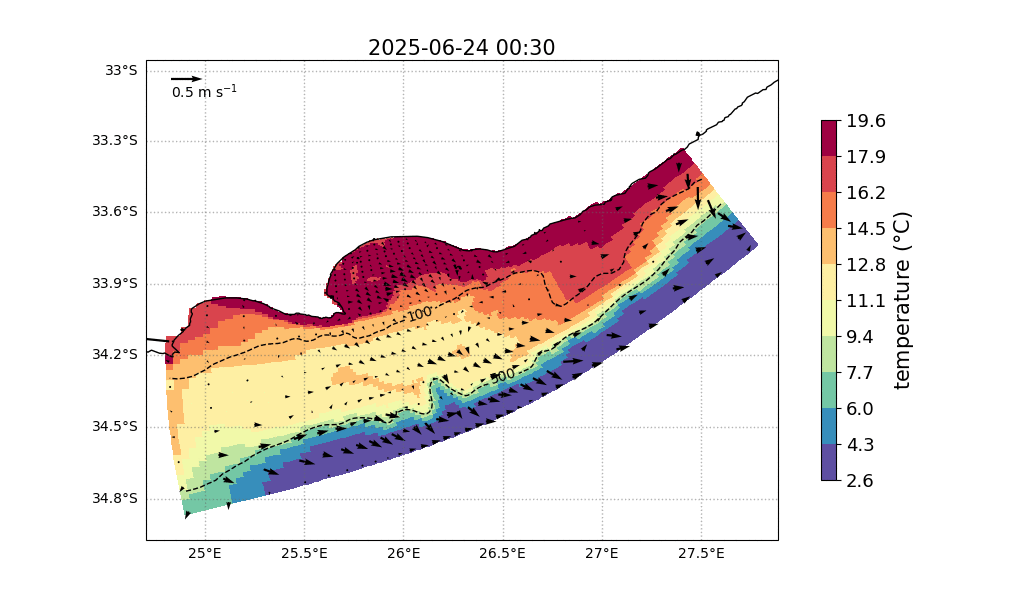 2025-06-24 00:30
0.5 m s⁻¹
33°S
33.3°S
33.6°S
33.9°S
34.2°S
34.5°S
34.8°S
100
500
25°E 25.5°E 26°E 26.5°E 27°E 27.5°E
19.6
17.9
16.2
14.5
12.8
11.1
9.4
7.7
6.0
4.3
2.6
temperature (°C)